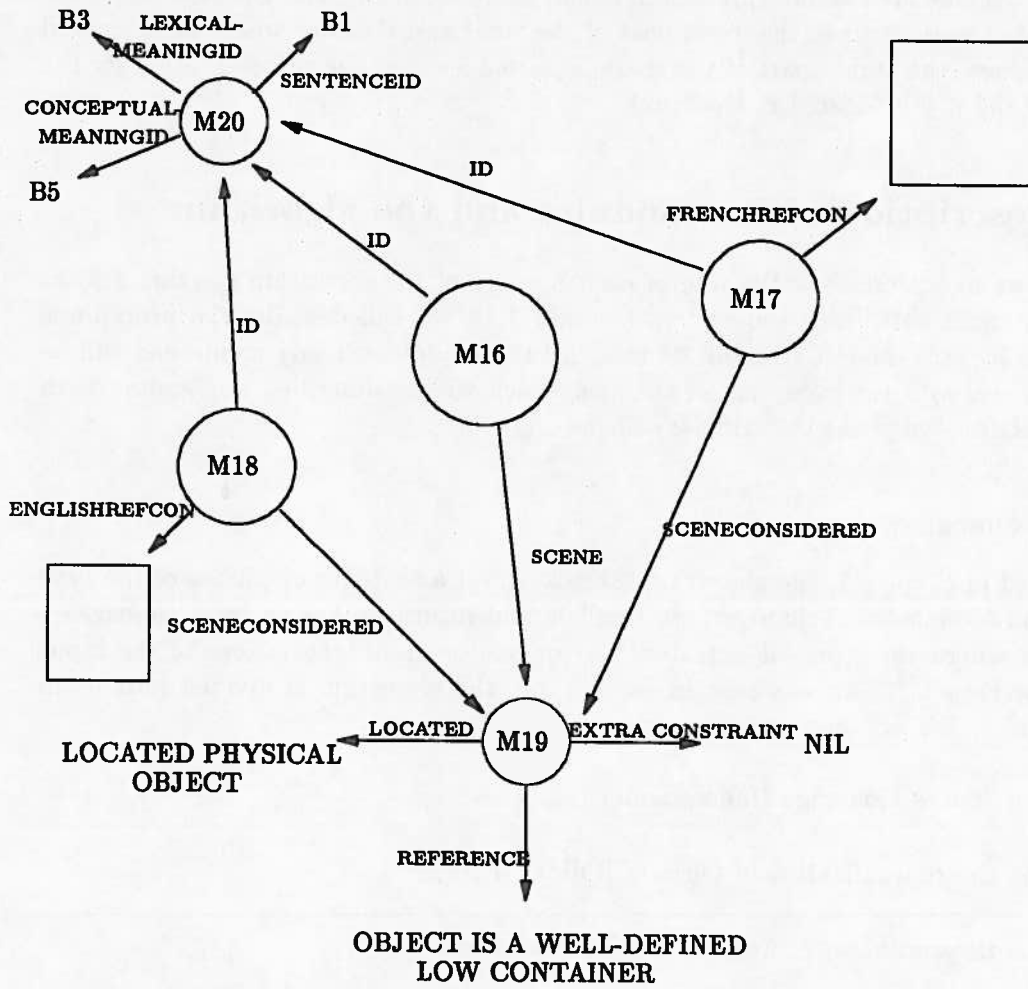 B3
LEXICAL-
MEANINGID
B1
SENTENCEID
CONCEPTUAL
MEANINGID
M20
B5
ID
FRENCHREFCON
ID
M17
ID
M16
M18
ENGLISHREFCON
SCENECONSIDERED
SCENE
SCENECONSIDERED
LOCATED
M19
EXTRA CONSTRAINT
NIL
LOCATED PHYSICAL
OBJECT
REFERENCE
OBJECT IS A WELL-DEFINED
LOW CONTAINER